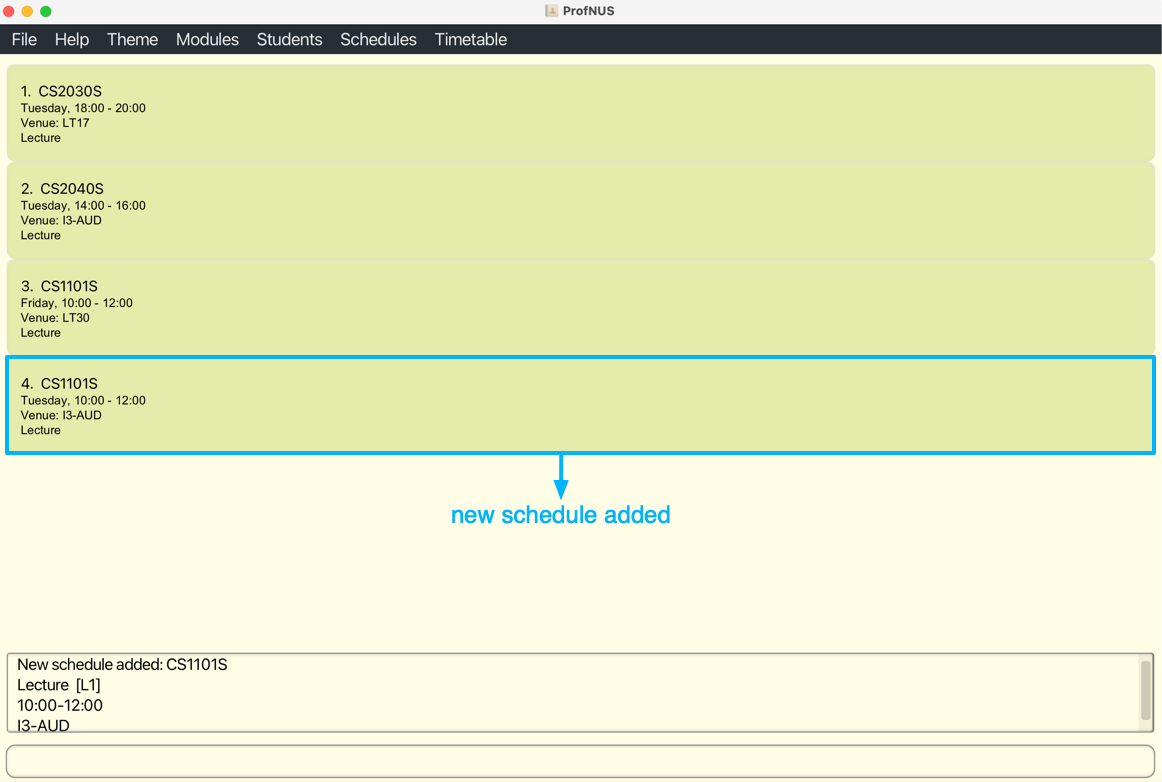 ProfNUS
File Help Theme Modules Students Schedules Timetable
1. CS2030S
Tuesday, 18:00 - 20:00
Venue: LT17
Lecture
2. CS2040S
Tuesday, 14:00 - 16:00
Venue: I3-AUD
Lecture
3. CS1101S
Friday, 10:00 - 12:00
Venue: LT30
Lecture
4. CS1101S
Tuesday, 10:00 - 12:00
Venue: I3-AUD
Lecture
new schedule added
New schedule added: CS1101S
Lecture [L1]
10:00-12:00
I3-AUD